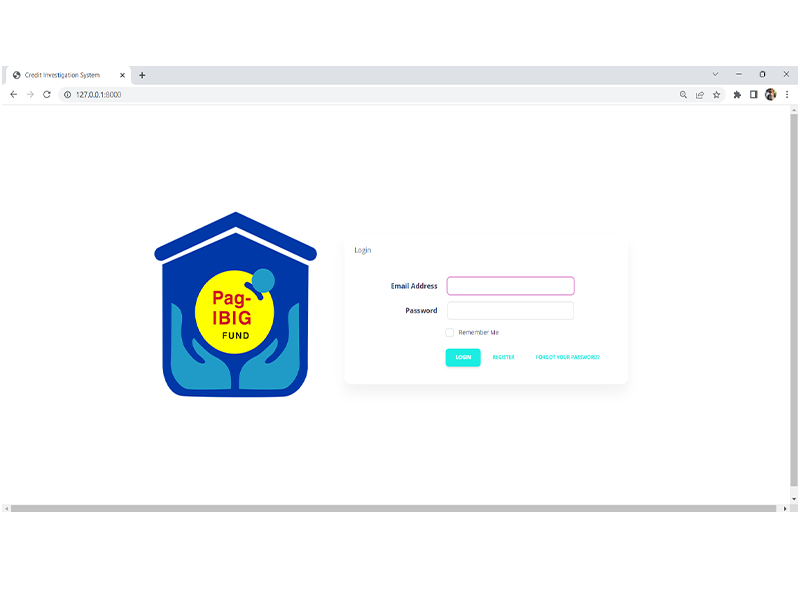 Credit Investigation System
127.0.0.1:8000
Pag-
IBIG
FUND
Login
Email Address
Password
Remember Me
LOGIN REGISTER FORGOT YOUR PASSWORD?